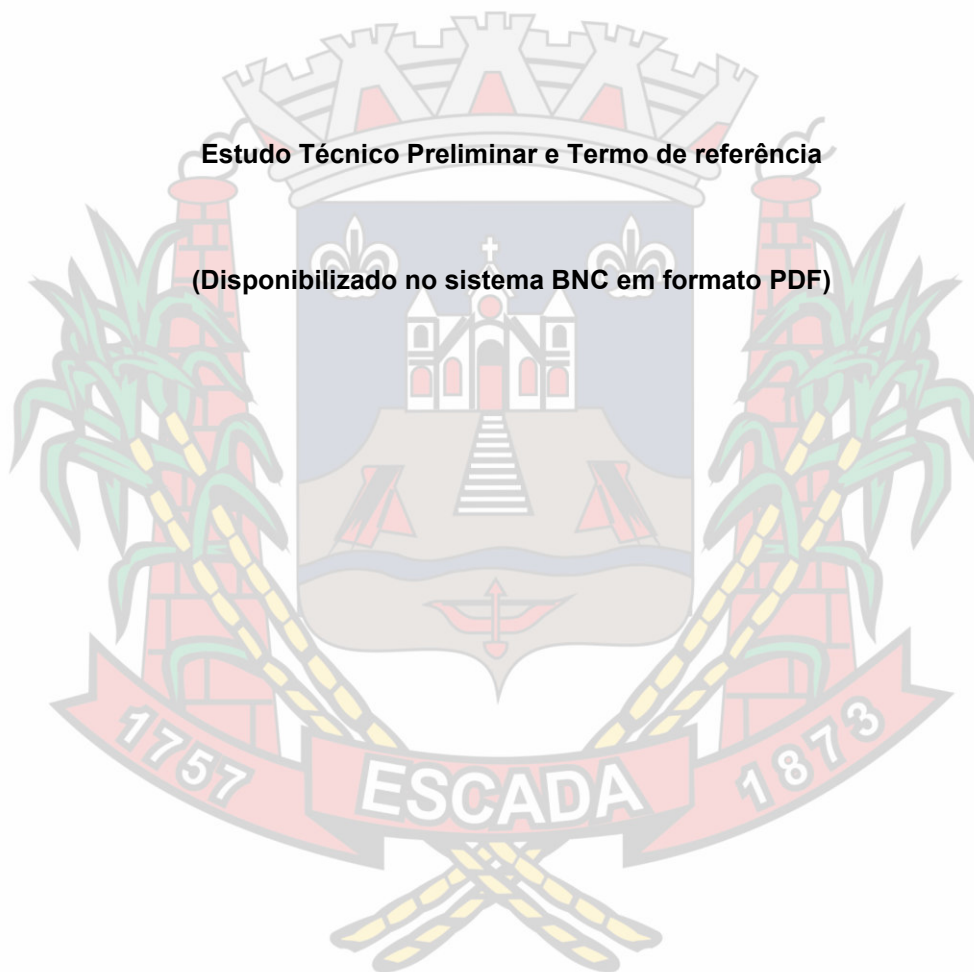 Estudo Técnico Preliminar e Termo de referência
(Disponibilizado no sistema BNC em formato PDF)
1757
ESCADA
1873